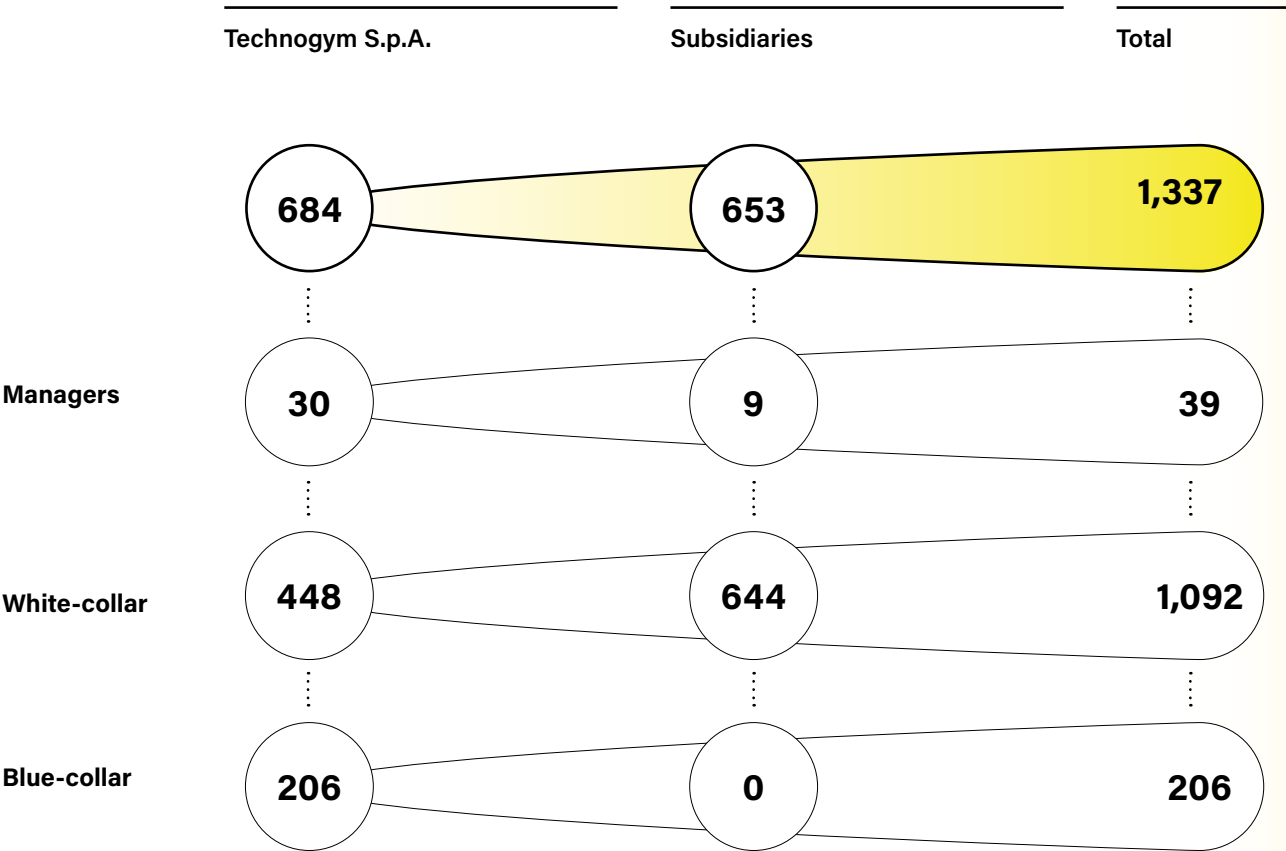 Technogym S.p.A. Subsidiaries Total
684 653 1,337
Managers 30 9 39
White-collar 448 644 1,092
Blue-collar 206 0 206